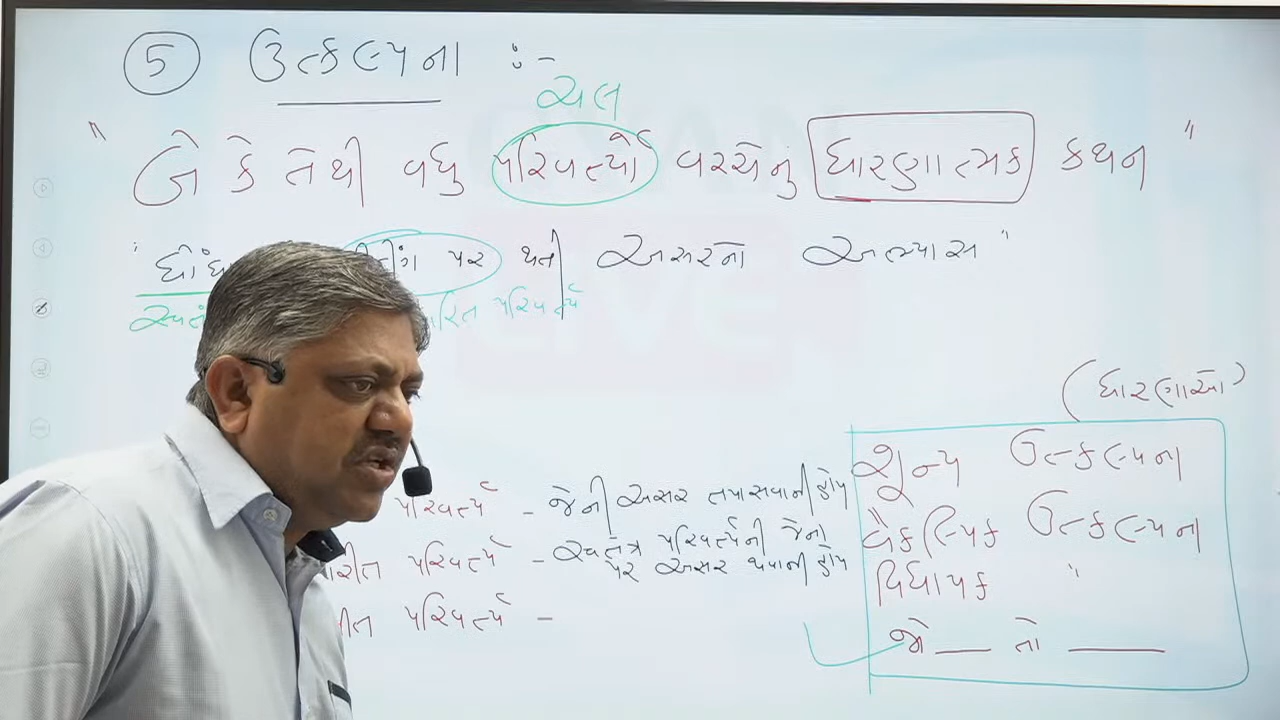 5 ઉત્કલ્પના :-
ચલ
" બે કે તેથી વધુ પરિવર્ત્યો વચ્ચેનું ધારણાત્મક કથન "
પર થતી અસરનો અભ્યાસ "
પરિવર્ત્ય
(ધારણાઓ)
શૂન્ય ઉત્કલ્પના
પરિવર્ત્ય - જેની અસર તપાસવાની હોય
વૈકલ્પિક ઉત્કલ્પના
પરિવર્ત્ય - સ્વતંત્ર પરિવર્ત્યની જેના
પર અસર થવાની હોય
વિધાયક "
પરિવર્ત્ય -
જો ___ તો ___